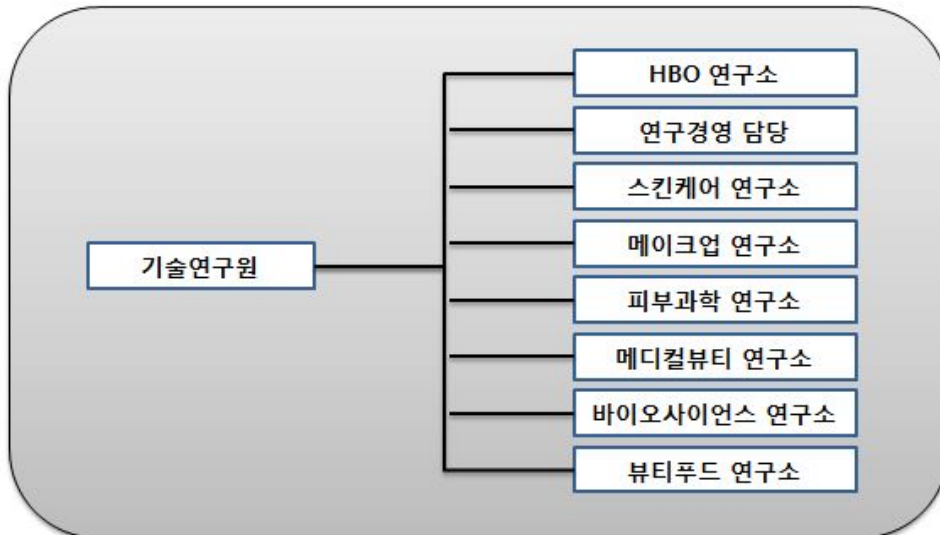 HBO 연구소
연구경영 담당
스킨케어 연구소
메이크업 연구소
기술연구원
피부과학 연구소
메디컬뷰티 연구소
바이오사이언스 연구소
뷰티푸드 연구소